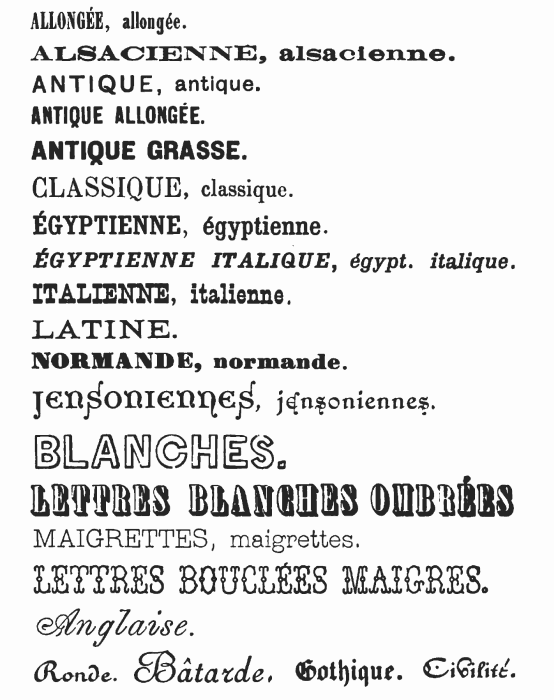 ALLONGÉE, allongée.
ALSACIENNE, alsacienne.
ANTIQUE, antique.
ANTIQUE ALLONGÉE.
ANTIQUE GRASSE.
CLASSIQUE, classique.
ÉGYPTIENNE, égyptienne.
ÉGYPTIENNE ITALIQUE, égypt. italique.
ITALIENNE, italienne.
LATINE.
NORMANDE, normande.
JENSONIENNES, jensoniennes.
BLANCHES.
LETTRES BLANCHES OMBRÉES
MAIGRETTES, maigrettes.
LETTRES BOUCLÉES MAIGRES.
Anglaise.
Ronde. Bâtarde. Gothique. Civilité.